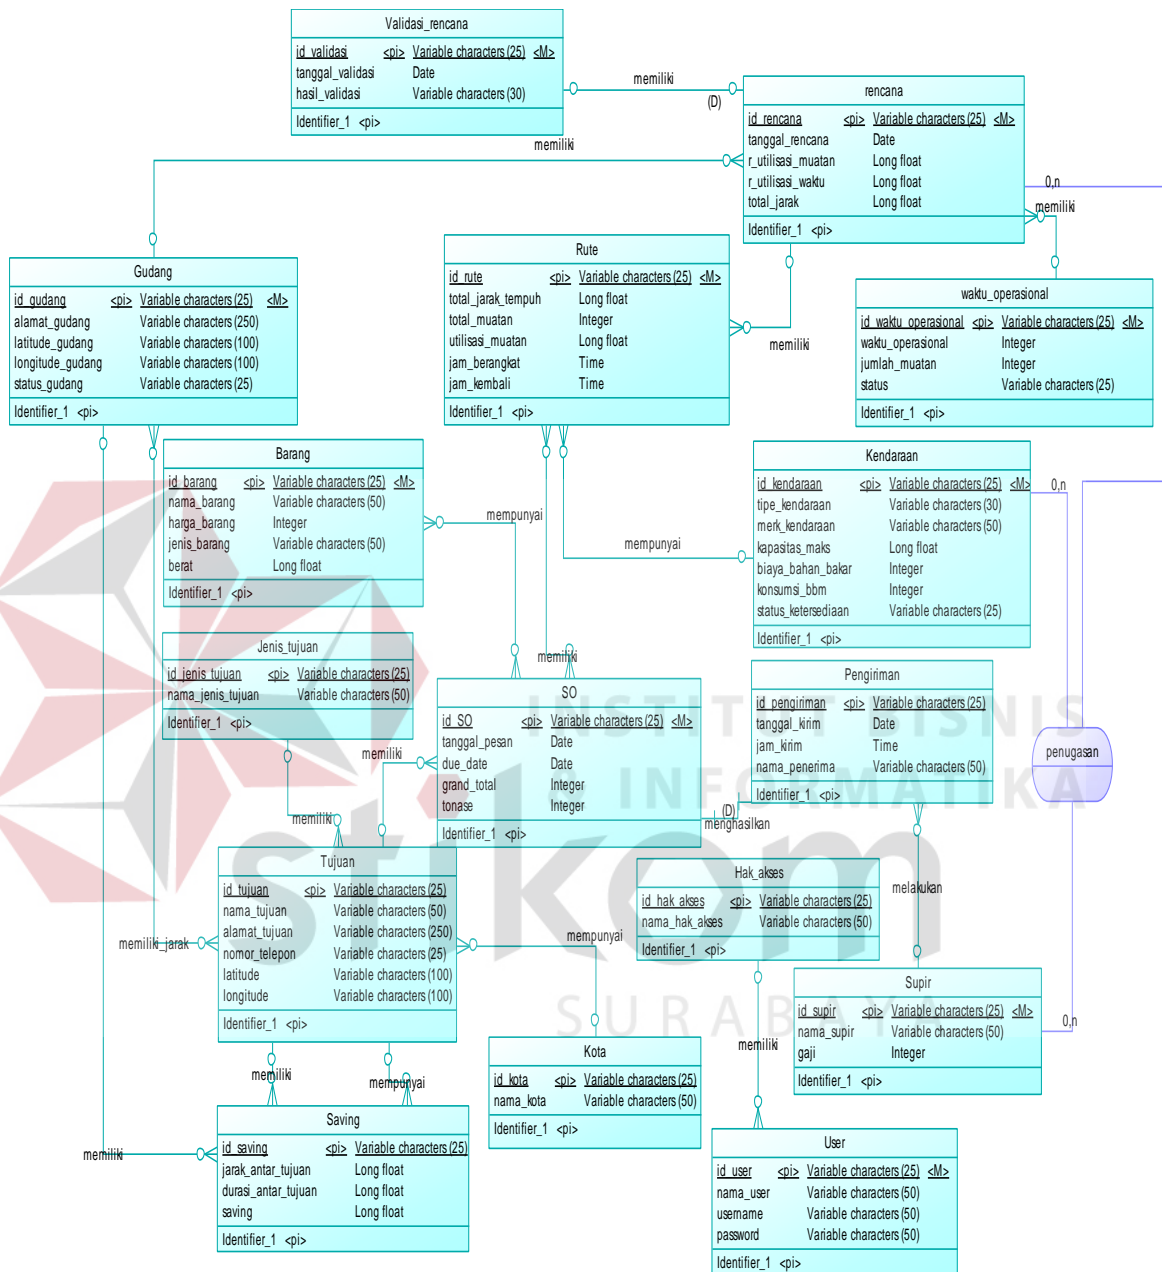 Validasi_rencana
id_validasi <pi> Variable characters (25) <M>
tanggal_validasi Date
hasil_validasi Variable characters (30)
Identifier_1 <pi>
memiliki
(D)
rencana
id_rencana <pi> Variable characters (25) <M>
tanggal_rencana Date
r_utilisasi_muatan Long float
r_utilisasi_waktu Long float
total_jarak Long float
Identifier_1 <pi>
memiliki
0,n
memiliki
Gudang
id_gudang <pi> Variable characters (25) <M>
alamat_gudang Variable characters (250)
latitude_gudang Variable characters (100)
longitude_gudang Variable characters (100)
status_gudang Variable characters (25)
Identifier_1 <pi>
Rute
id_rute <pi> Variable characters (25) <M>
total_jarak_tempuh Long float
total_muatan Integer
utilisasi_muatan Long float
jam_berangkat Time
jam_kembali Time
Identifier_1 <pi>
memiliki
waktu_operasional
id_waktu_operasional <pi> Variable characters (25) <M>
waktu_operasional Integer
jumlah_muatan Integer
status Variable characters (25)
Identifier_1 <pi>
Barang
id_barang <pi> Variable characters (25) <M>
nama_barang Variable characters (50)
harga_barang Integer
jenis_barang Variable characters (50)
berat Long float
Identifier_1 <pi>
mempunyai
mempunyai
Kendaraan
id_kendaraan <pi> Variable characters (25) <M>
tipe_kendaraan Variable characters (30)
merk_kendaraan Variable characters (50)
kapasitas_maks Long float
biaya_bahan_bakar Integer
konsumsi_bbm Integer
status_ketersediaan Variable characters (25)
Identifier_1 <pi>
0,n
Jenis_tujuan
id_jenis_tujuan <pi> Variable characters (25)
nama_jenis_tujuan Variable characters (50)
Identifier_1 <pi>
memiliki
SO
id_SO <pi> Variable characters (25) <M>
tanggal_pesan Date
due_date Date
grand_total Integer
tonase Integer
Identifier_1 <pi>
memiliki
Pengiriman
id_pengiriman <pi> Variable characters (25)
tanggal_kirim Date
jam_kirim Time
nama_penerima Variable characters (50)
Identifier_1 <pi>
(D)
menghasilkan
penugasan
INSTITUT BISNIS
& INFORMATIKA
stikom
SURABAYA
memiliki
Tujuan
id_tujuan <pi> Variable characters (25)
nama_tujuan Variable characters (50)
alamat_tujuan Variable characters (250)
nomor_telepon Variable characters (25)
latitude Variable characters (100)
longitude Variable characters (100)
Identifier_1 <pi>
memiliki_jarak
mempunyai
Hak_akses
id_hak_akses <pi> Variable characters (25)
nama_hak_akses Variable characters (50)
Identifier_1 <pi>
melakukan
Supir
id_supir <pi> Variable characters (25) <M>
nama_supir Variable characters (50)
gaji Integer
Identifier_1 <pi>
0,n
memiliki
Kota
id_kota <pi> Variable characters (25)
nama_kota Variable characters (50)
Identifier_1 <pi>
memiliki
mempunyai
Saving
id_saving <pi> Variable characters (25)
jarak_antar_tujuan Long float
durasi_antar_tujuan Long float
saving Long float
Identifier_1 <pi>
memiliki
User
id_user <pi> Variable characters (25) <M>
nama_user Variable characters (50)
username Variable characters (50)
password Variable characters (50)
Identifier_1 <pi>